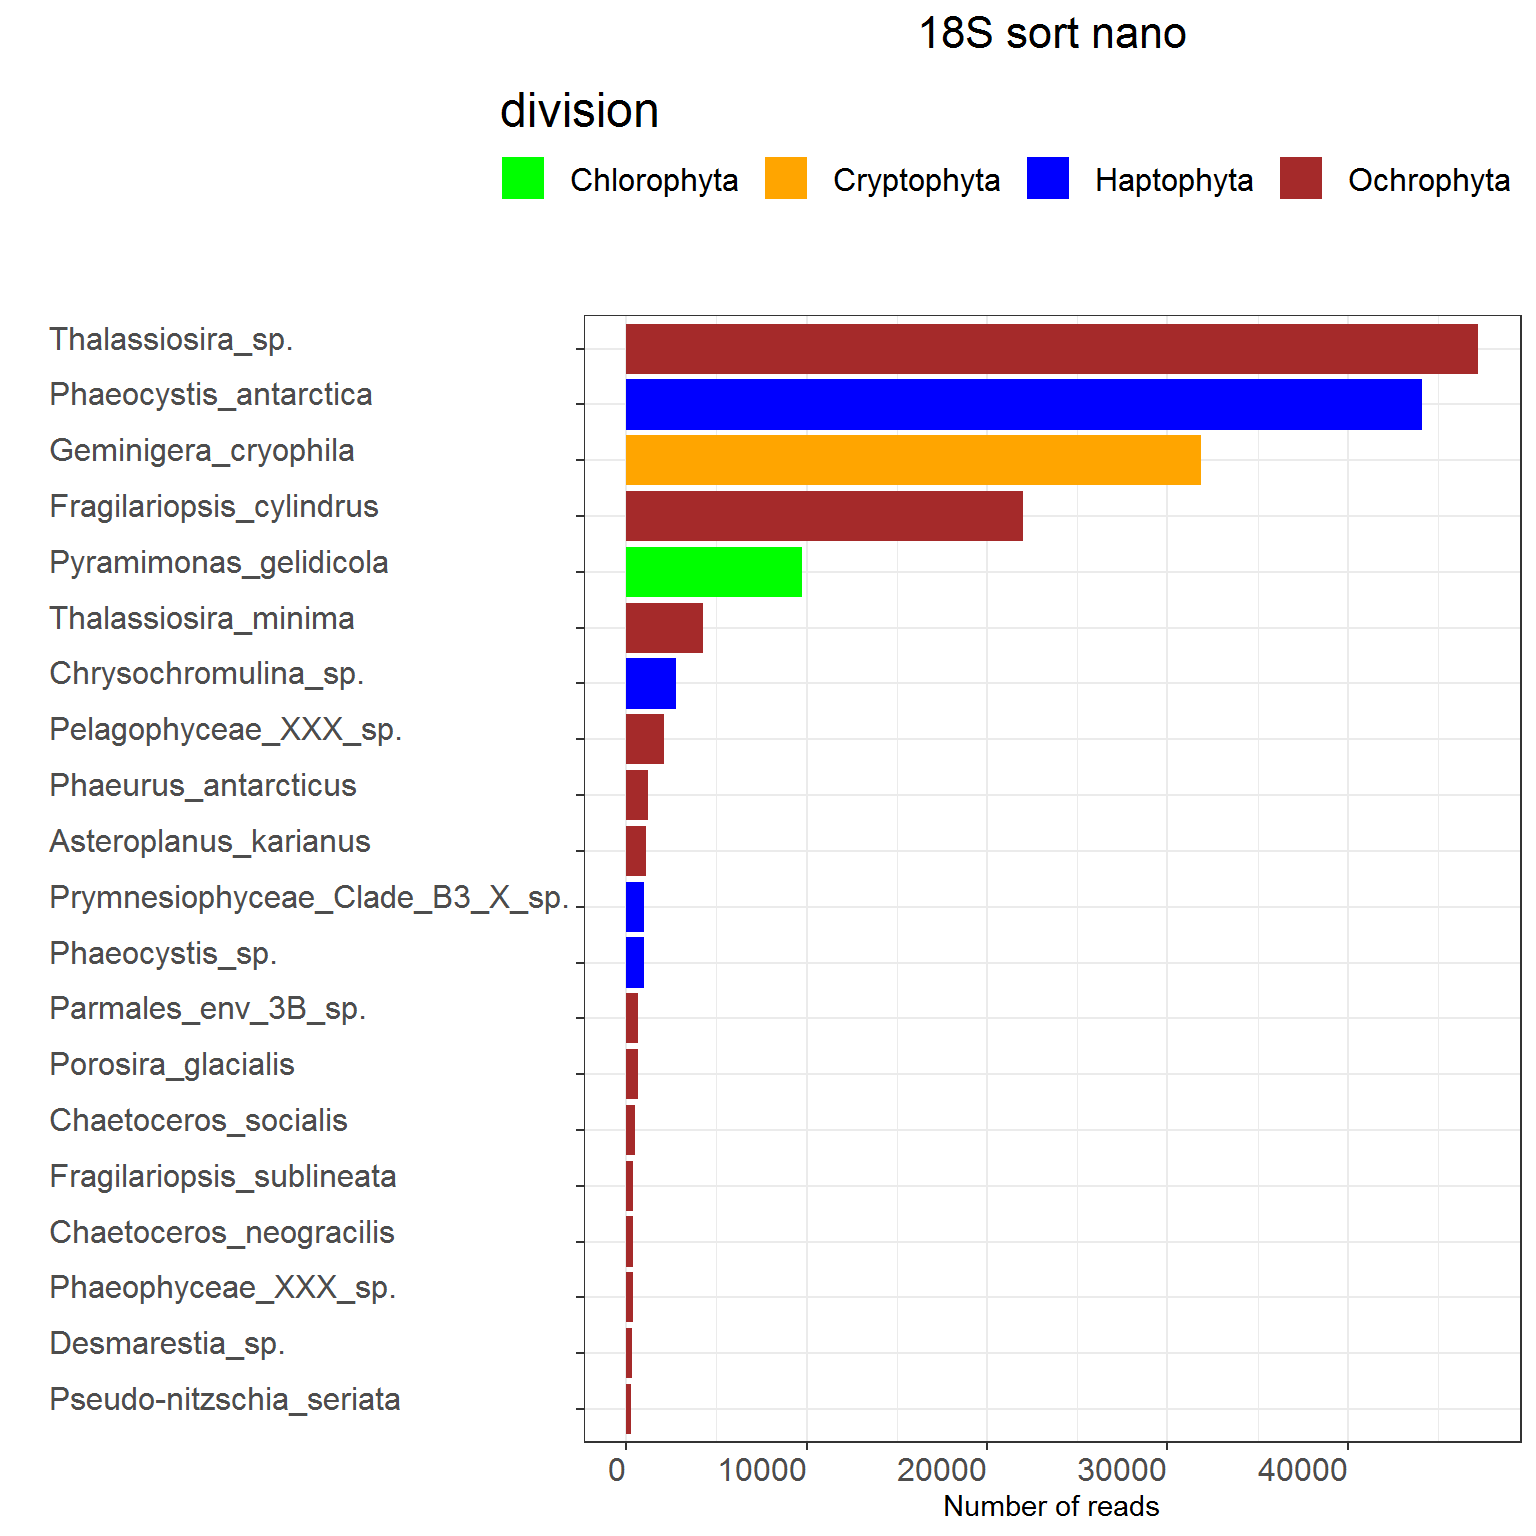 18S sort nano
division
Chlorophyta Cryptophyta Haptophyta Ochrophyta
Thalassiosira_sp.
Phaeocystis_antarctica
Geminigera_cryophila
Fragilariopsis_cylindrus
Pyramimonas_gelidicola
Thalassiosira_minima
Chrysochromulina_sp.
Pelagophyceae_XXX_sp.
Phaeurus_antarcticus
Asteroplanus_karianus
Prymnesiophyceae_Clade_B3_X_sp.
Phaeocystis_sp.
Parmales_env_3B_sp.
Porosira_glacialis
Chaetoceros_socialis
Fragilariopsis_sublineata
Chaetoceros_neogracilis
Phaeophyceae_XXX_sp.
Desmarestia_sp.
Pseudo-nitzschia_seriata
0 10000 20000 30000 40000
Number of reads